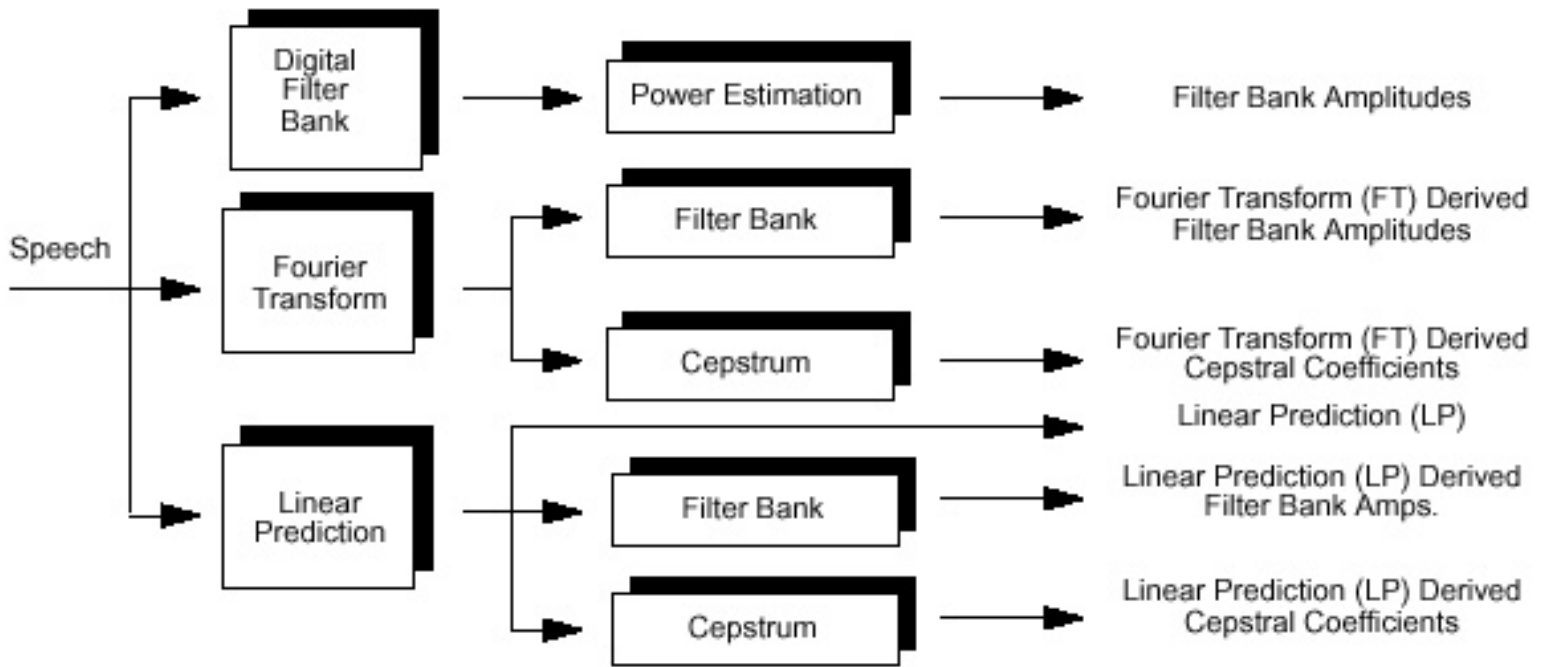 Speech
Digital
Filter
Bank
Power Estimation
Filter Bank Amplitudes
Fourier
Transform
Filter Bank
Fourier Transform (FT) Derived
Filter Bank Amplitudes
Cepstrum
Fourier Transform (FT) Derived
Cepstral Coefficients
Linear
Prediction
Linear Prediction (LP)
Filter Bank
Linear Prediction (LP) Derived
Filter Bank Amps.
Cepstrum
Linear Prediction (LP) Derived
Cepstral Coefficients